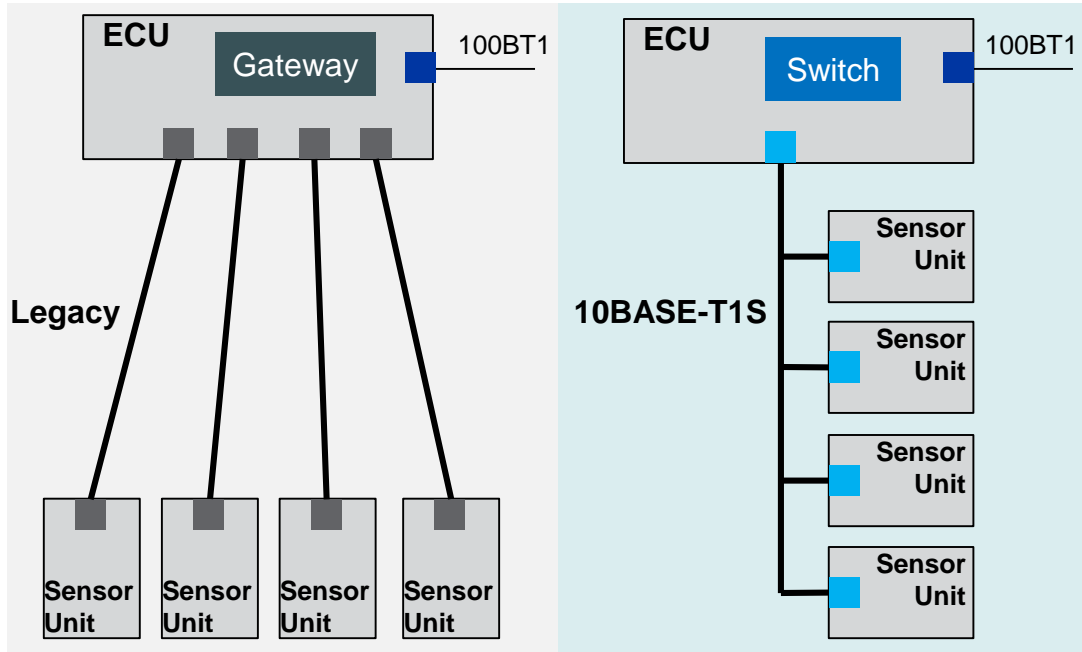 ECU
Gateway
100BT1
Legacy
Sensor
Unit
Sensor
Unit
Sensor
Unit
Sensor
Unit
ECU
Switch
100BT1
10BASE-T1S
Sensor
Unit
Sensor
Unit
Sensor
Unit
Sensor
Unit